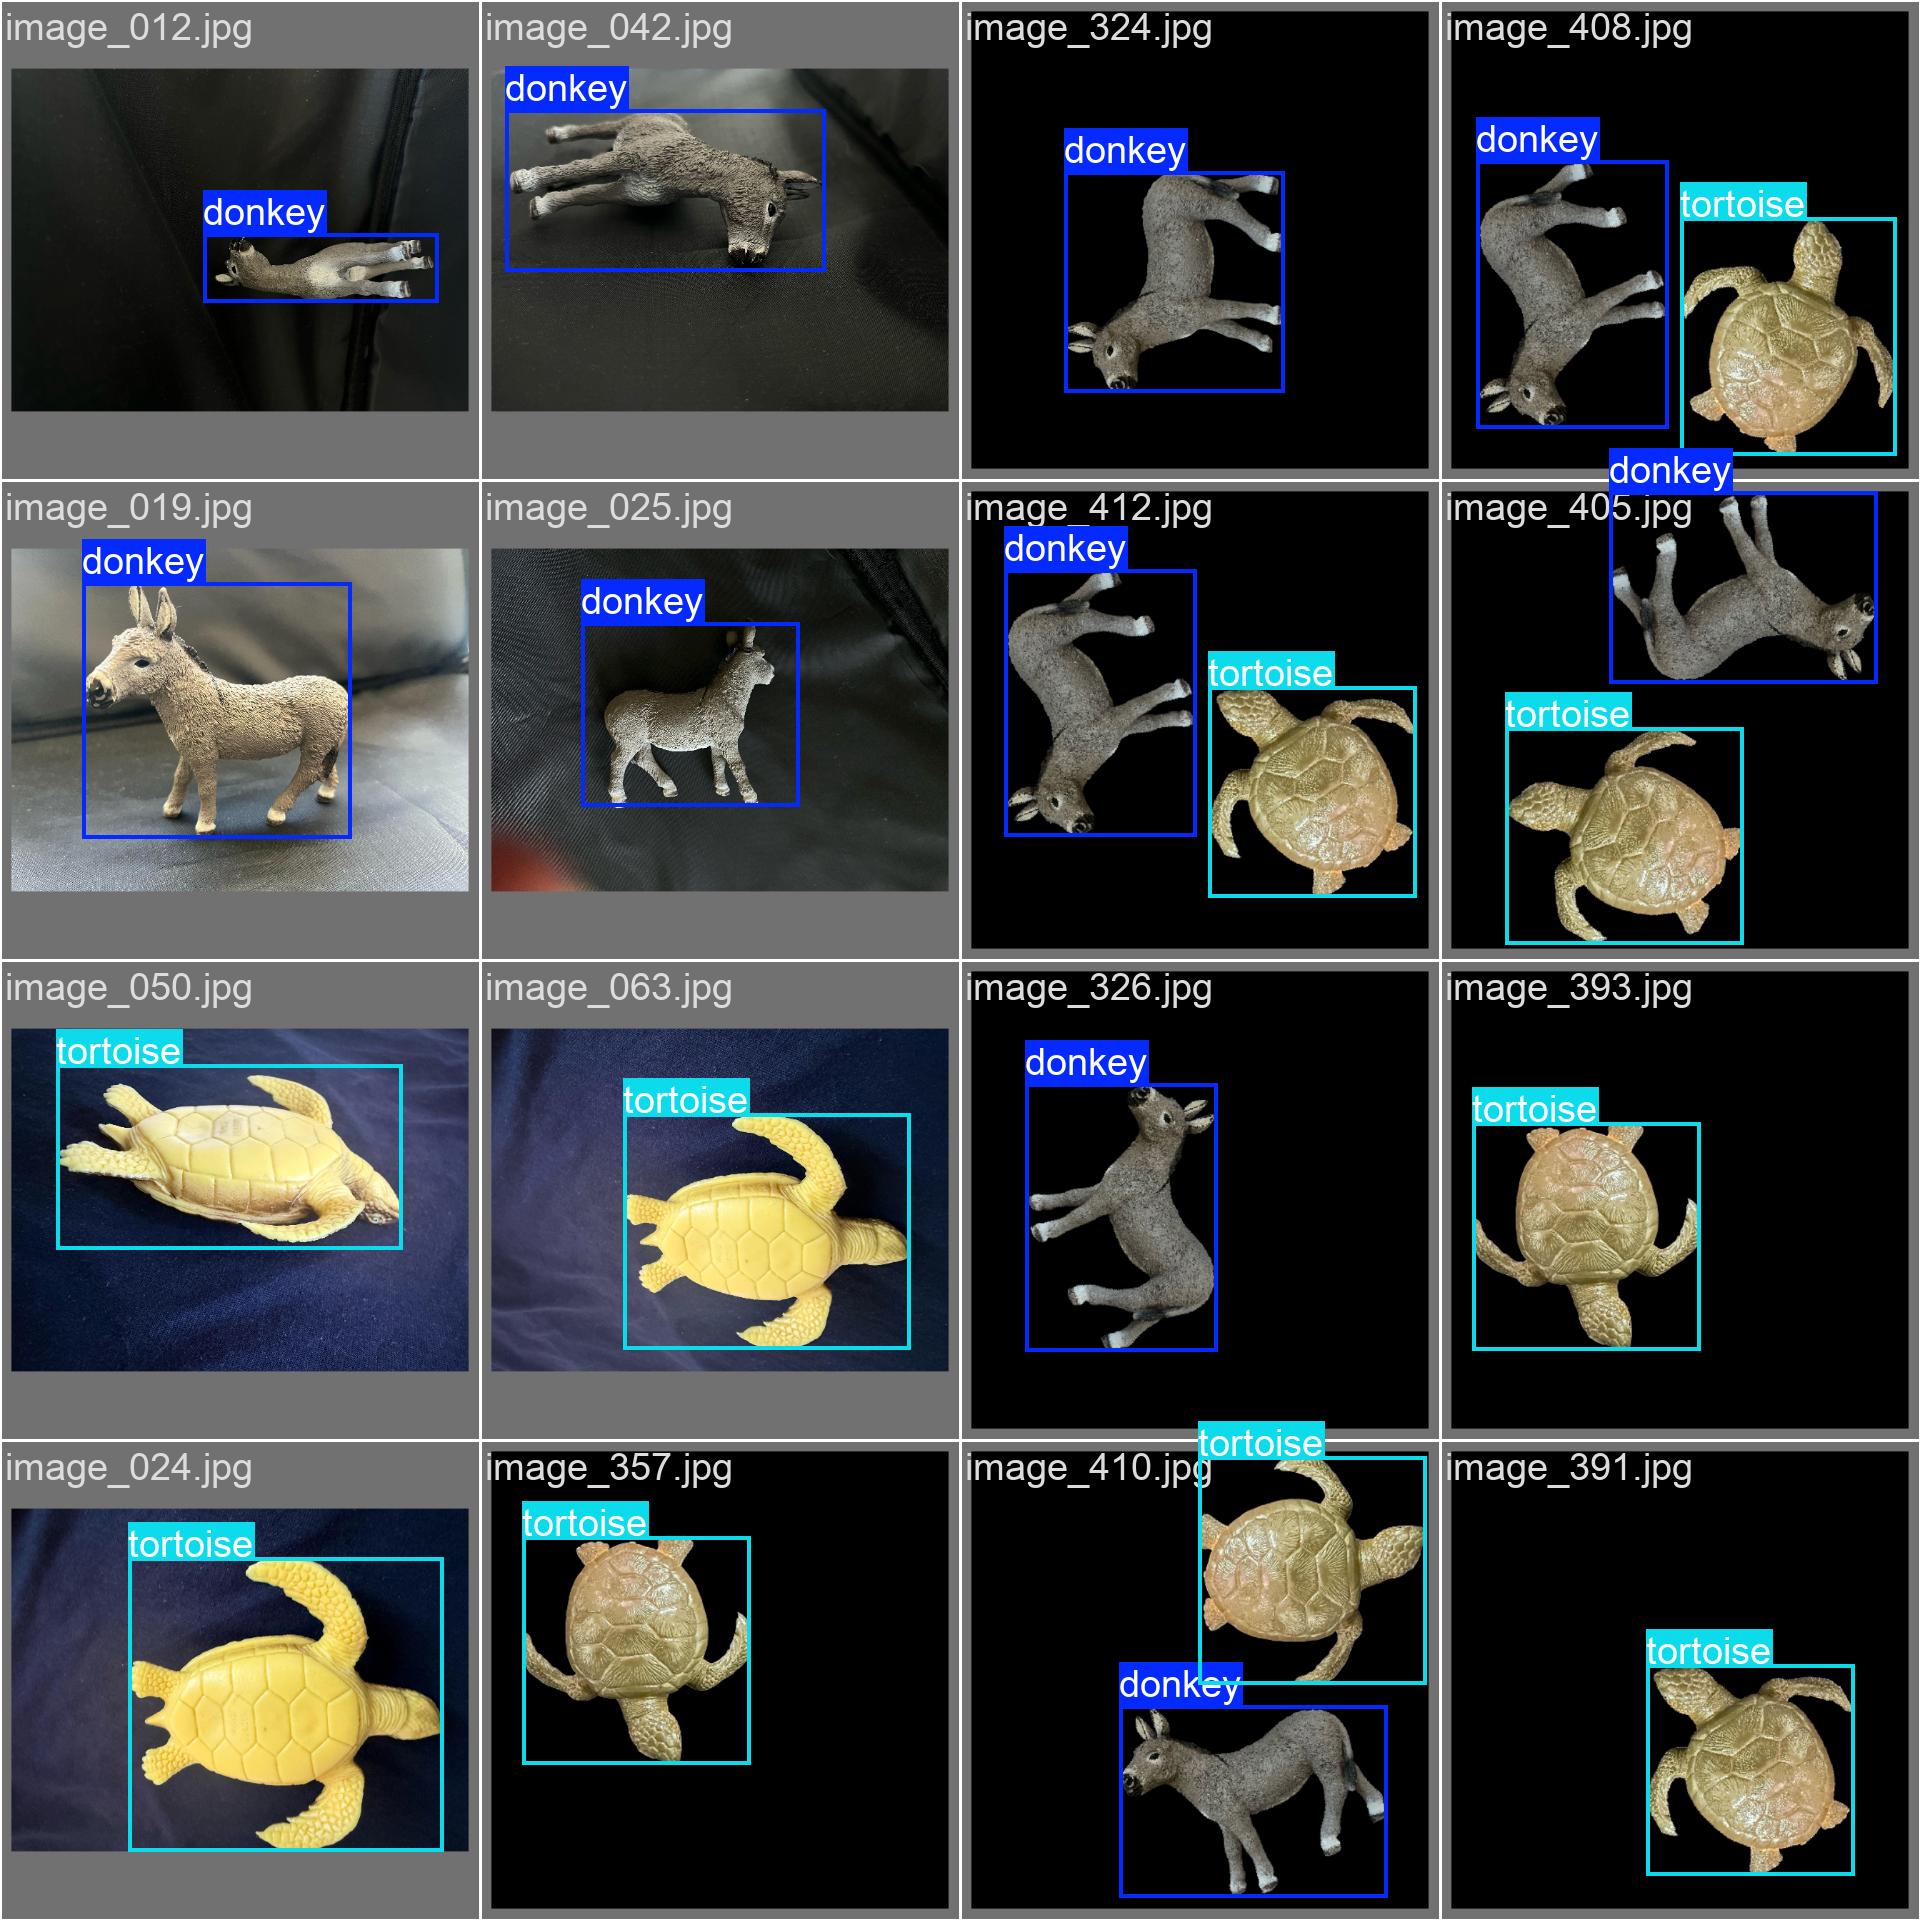 image_012.jpg
donkey
image_042.jpg
donkey
image_324.jpg
donkey
image_408.jpg
donkey
tortoise
image_019.jpg
donkey
image_025.jpg
donkey
image_412.jpg
donkey
tortoise
image_405.jpg
donkey
tortoise
image_050.jpg
tortoise
image_063.jpg
tortoise
image_326.jpg
donkey
image_393.jpg
tortoise
image_024.jpg
tortoise
image_357.jpg
tortoise
image_410.jpg
tortoise
donkey
image_391.jpg
tortoise